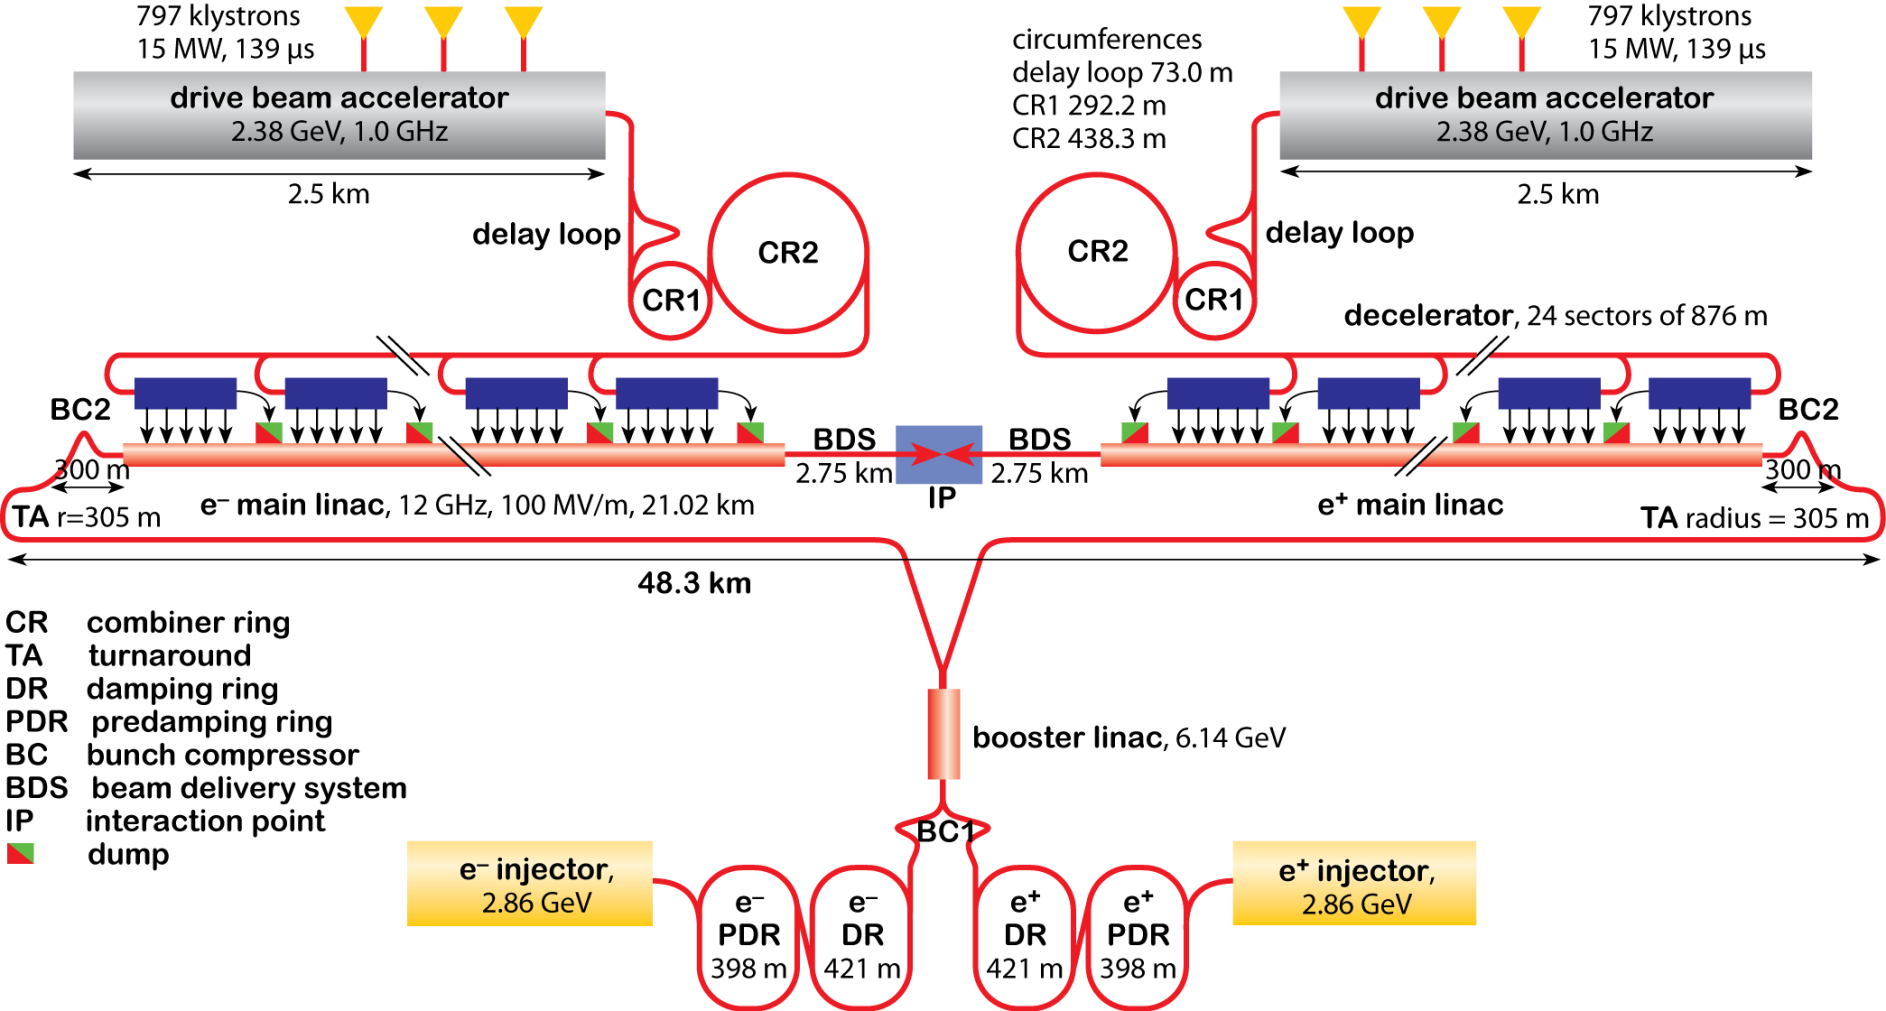 797 klystrons
15 MW, 139 µs
drive beam accelerator
2.38 GeV, 1.0 GHz
2.5 km
delay loop
CR1
CR2
circumferences
delay loop 73.0 m
CR1 292.2 m
CR2 438.3 m
797 klystrons
15 MW, 139 µs
drive beam accelerator
2.38 GeV, 1.0 GHz
2.5 km
delay loop
CR2
CR1
decelerator, 24 sectors of 876 m
BC2
300 m
TA r=305 m
e– main linac, 12 GHz, 100 MV/m, 21.02 km
BDS
2.75 km
IP
BDS
2.75 km
e+ main linac
BC2
300 m
TA radius = 305 m
48.3 km
CR combiner ring
TA turnaround
DR damping ring
PDR predamping ring
BC bunch compressor
BDS beam delivery system
IP interaction point
dump
booster linac, 6.14 GeV
BC1
e– injector,
2.86 GeV
e–
PDR
398 m
e–
DR
421 m
e+
DR
421 m
e+
PDR
398 m
e+ injector,
2.86 GeV